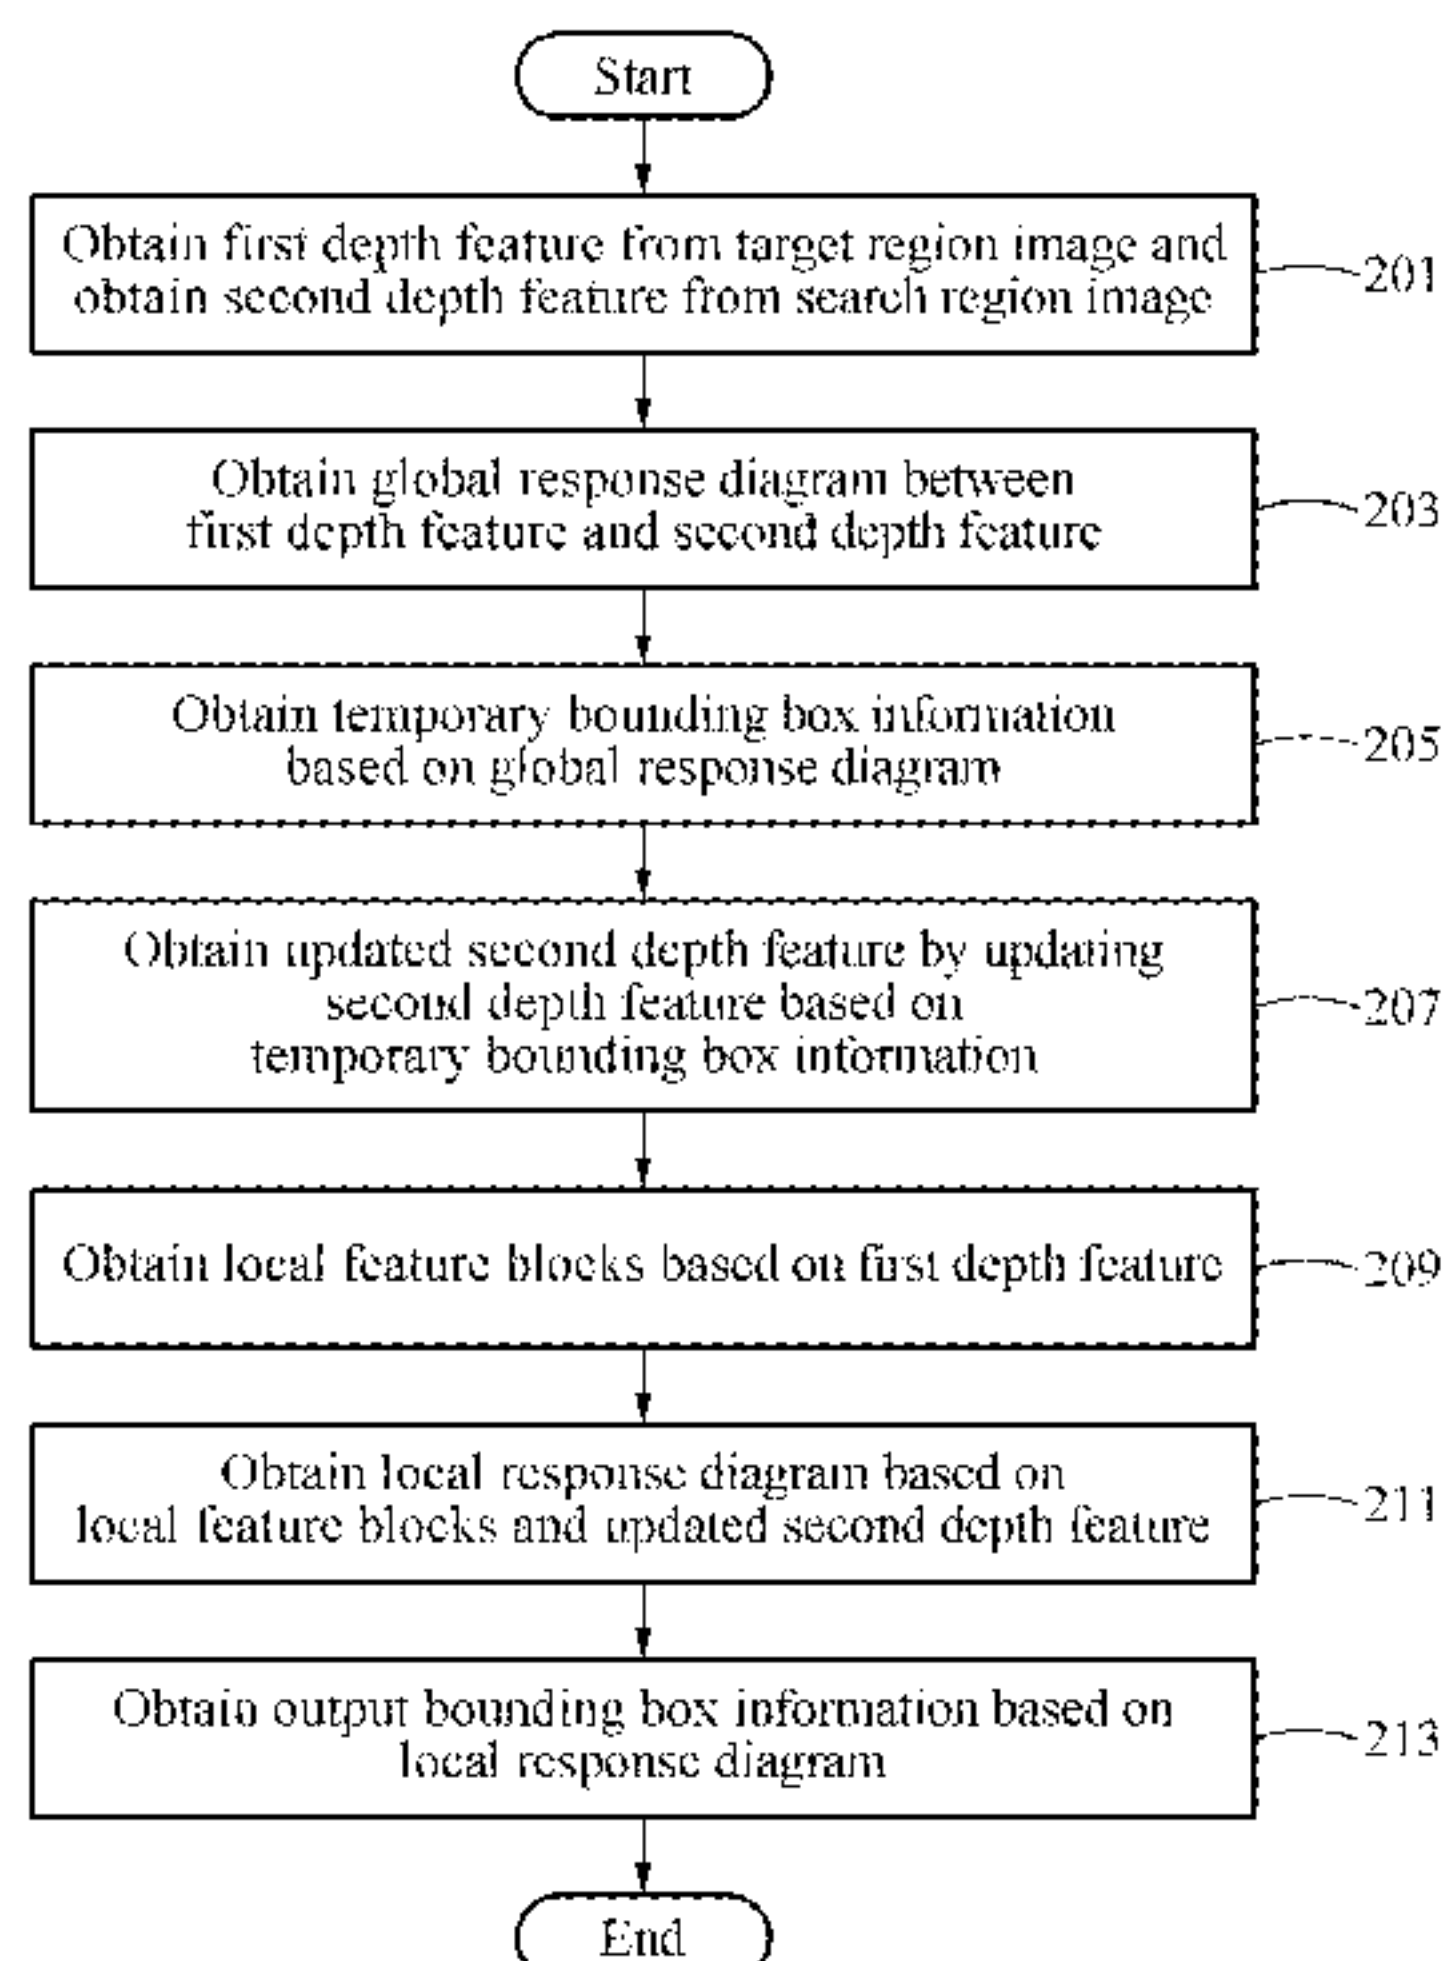 Start
Obtain first depth feature from target region image and
obtain second depth feature from search region image
201
Obtain global response diagram between
first depth feature and second depth feature
203
Obtain temporary bounding box information
based on global response diagram
205
Obtain updated second depth feature by updating
second depth feature based on
temporary bounding box information
207
Obtain local feature blocks based on first depth feature
209
Obtain local response diagram based on
local feature blocks and updated second depth feature
211
Obtain output bounding box information based on
local response diagram
213
End